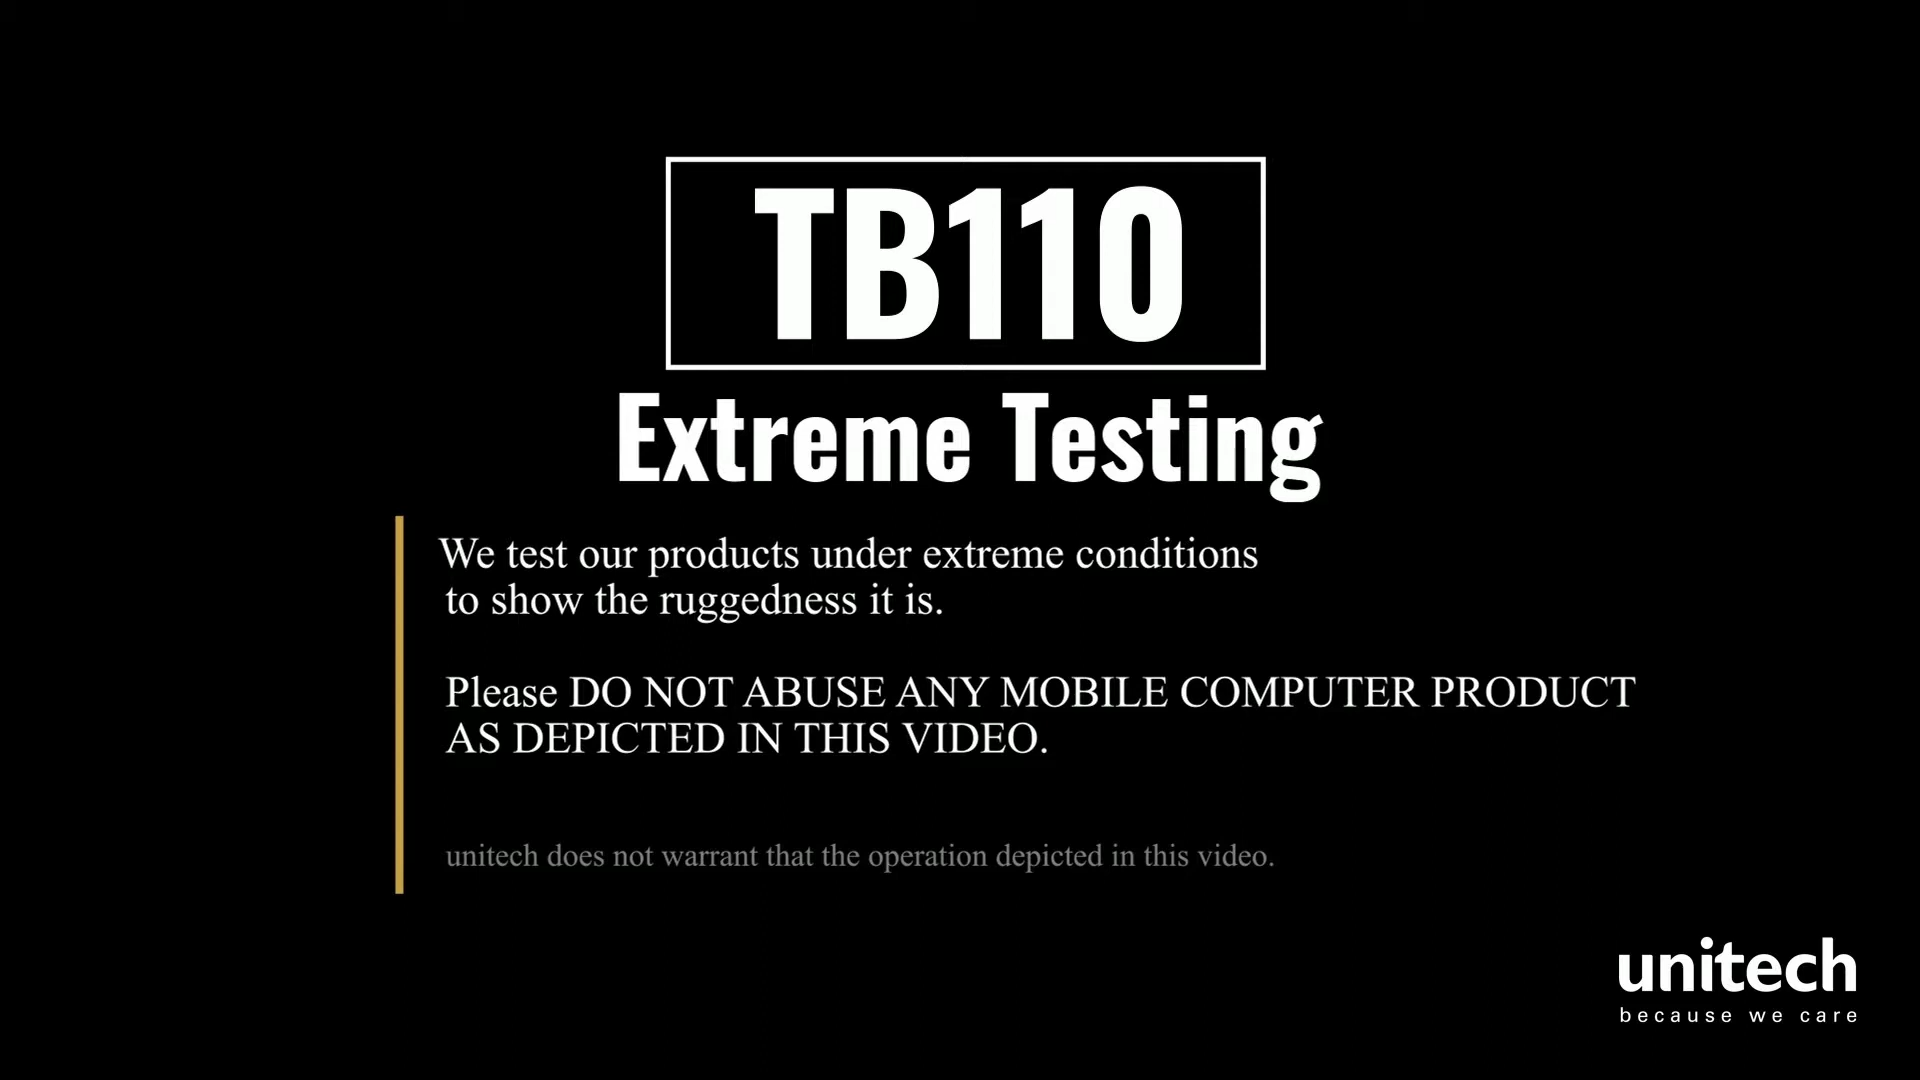 TB110
Extreme Testing
We test our products under extreme conditions
to show the ruggedness it is.
Please DO NOT ABUSE ANY MOBILE COMPUTER PRODUCT
AS DEPICTED IN THIS VIDEO.
unitech does not warrant that the operation depicted in this video.
unitech
because we care